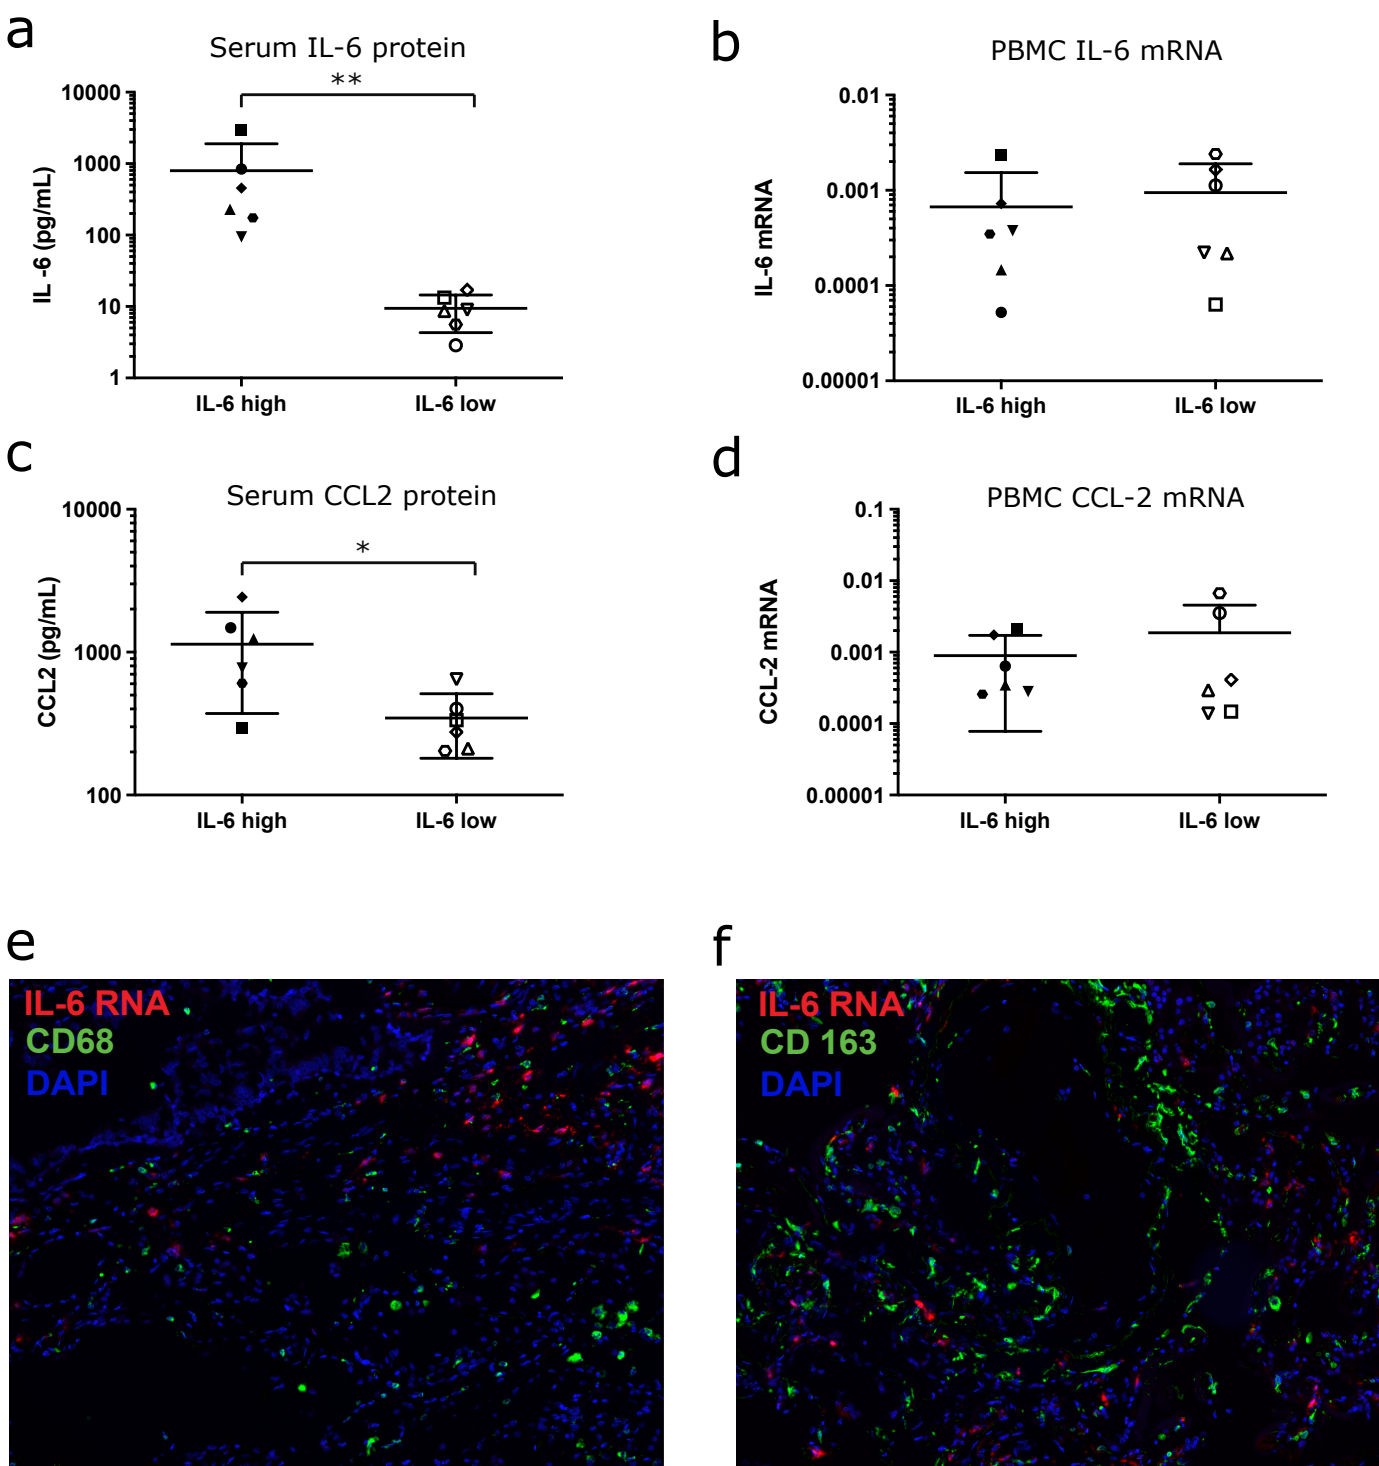 a
Serum IL-6 protein
**
10000
1000
100
10
1
IL -6 (pg/mL)
IL-6 high
IL-6 low
b
PBMC IL-6 mRNA
0.01
0.001
0.0001
0.00001
IL-6 mRNA
IL-6 high
IL-6 low
c
Serum CCL2 protein
*
10000
1000
100
CCL2 (pg/mL)
IL-6 high
IL-6 low
d
PBMC CCL-2 mRNA
0.1
0.01
0.001
0.0001
0.00001
CCL-2 mRNA
IL-6 high
IL-6 low
e
IL-6 RNA
CD68
DAPI
f
IL-6 RNA
CD 163
DAPI